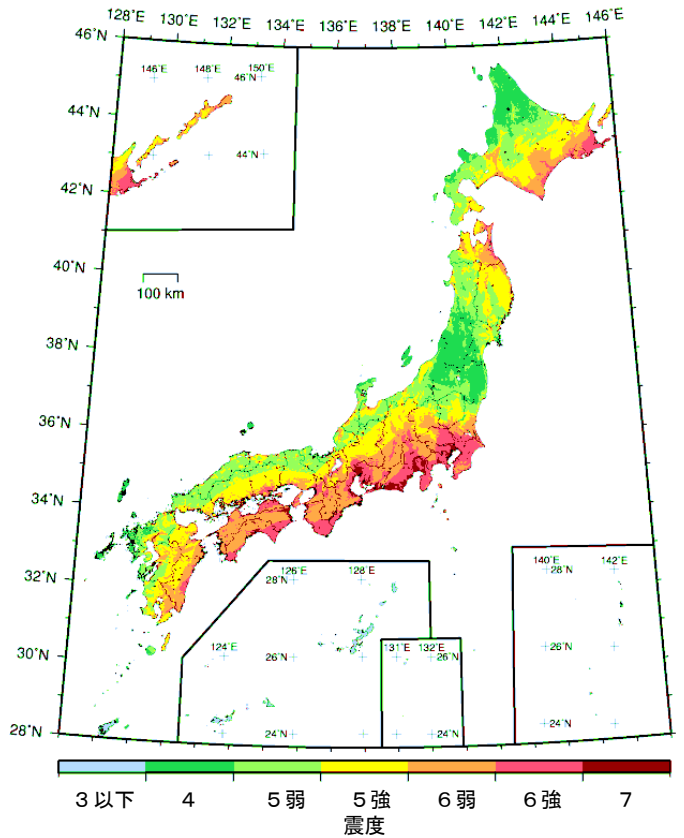 128°E 130°E 132°E 134°E 136°E 138°E 140°E 142°E 144°E 146°E
46°N
146°E 148°E 150°E
46°N
44°N
44°N
42°N
40°N
100 km
38°N
36°N
34°N
32°N
126°E 128°E
28°N
140°E 142°E
28°N
30°N
124°E
26°N
131°E 132°E
26°N
26°N
28°N
24°N
24°N
24°N
3以下 4 5弱 5強 6弱 6強 7
震度